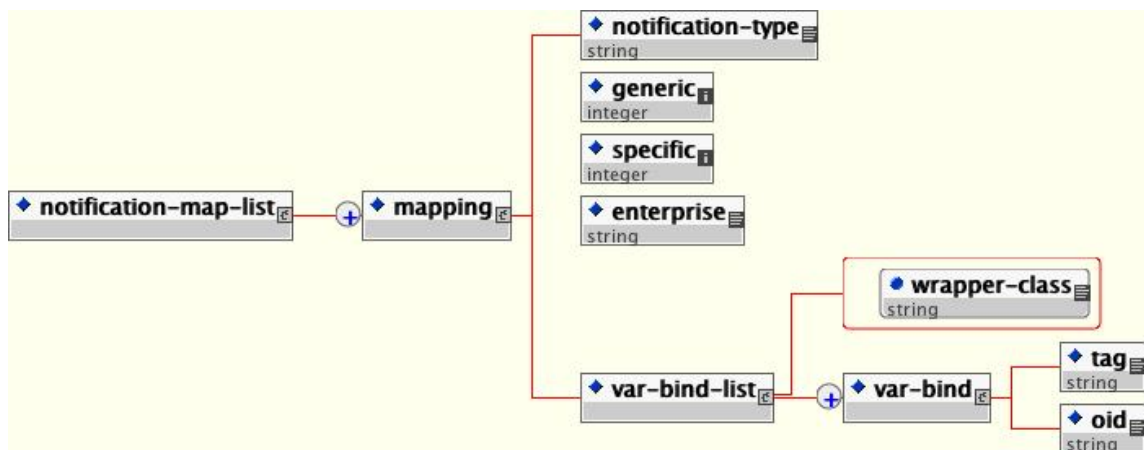 notification-type
string
generic
integer
specific
integer
notification-map-list
mapping
enterprise
string
wrapper-class
string
var-bind-list
var-bind
tag
string
oid
string